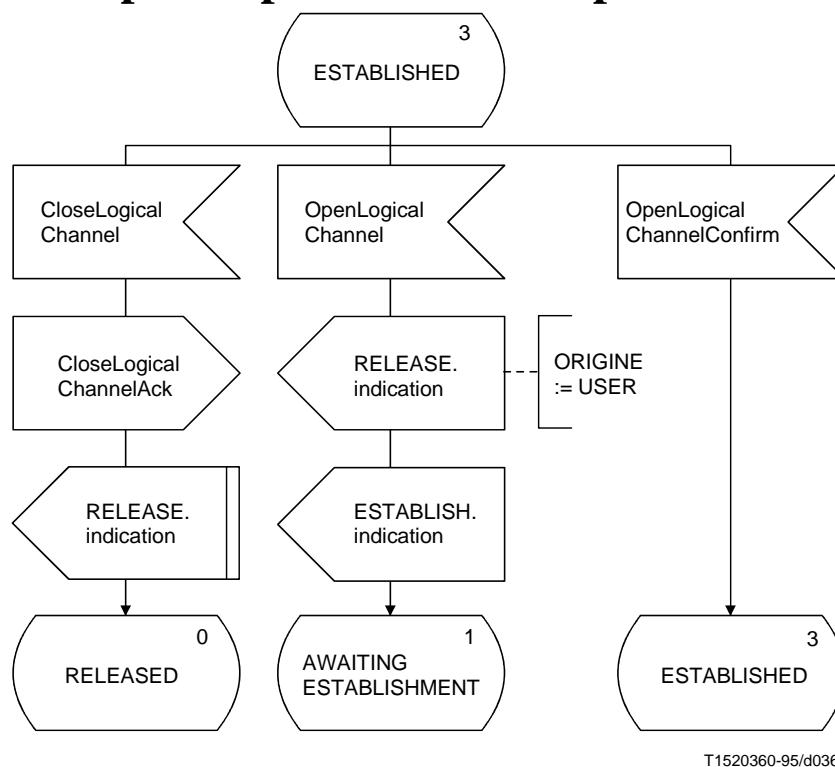 3
ESTABLISHED
CloseLogical
Channel
OpenLogical
Channel
OpenLogical
ChannelConfirm
CloseLogical
ChannelAck
RELEASE.
indication
ORIGINE
:= USER
RELEASE.
indication
ESTABLISH.
indication
0
RELEASED
1
AWAITING
ESTABLISHMENT
3
ESTABLISHED
T1520360-95/d036